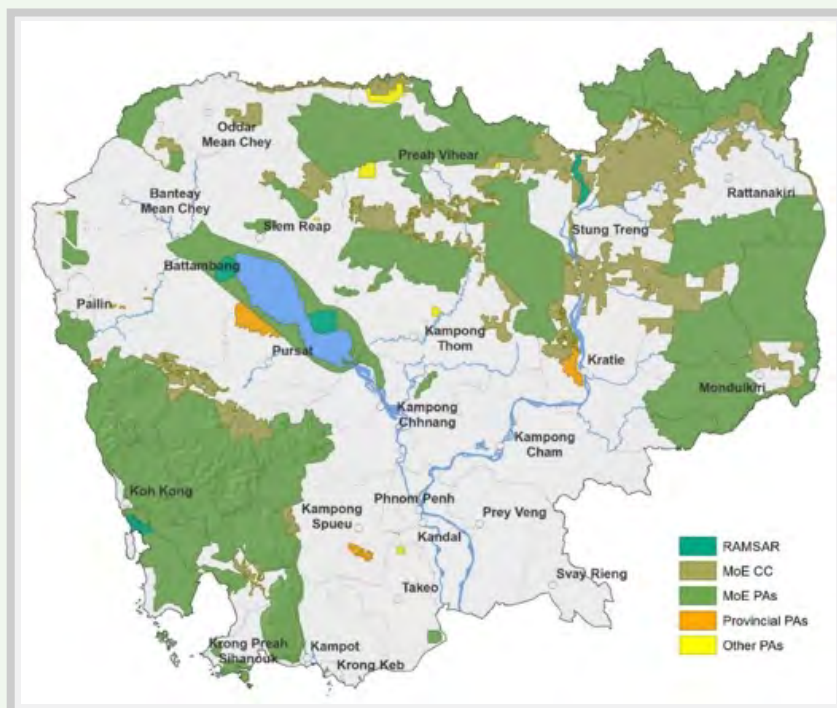 Oddar
Mean Chey
Preah Vihear
Banteay
Mean Chey
Rattanakiri
Siem Reap
Stung Treng
Battambang
Pailin
Kampong
Thom
Pursat
Kratie
Mondulkiri
Kampong
Chhnang
Kampong
Cham
Koh Kong
Phnom Penh
Kampong
Spueu
Prey Veng
Kandal
Svay Rieng
Takeo
Krong Preah
Sihanouk
Kampot
Krong Keb
RAMSAR
MoE CC
MoE PAs
Provincial PAs
Other PAs